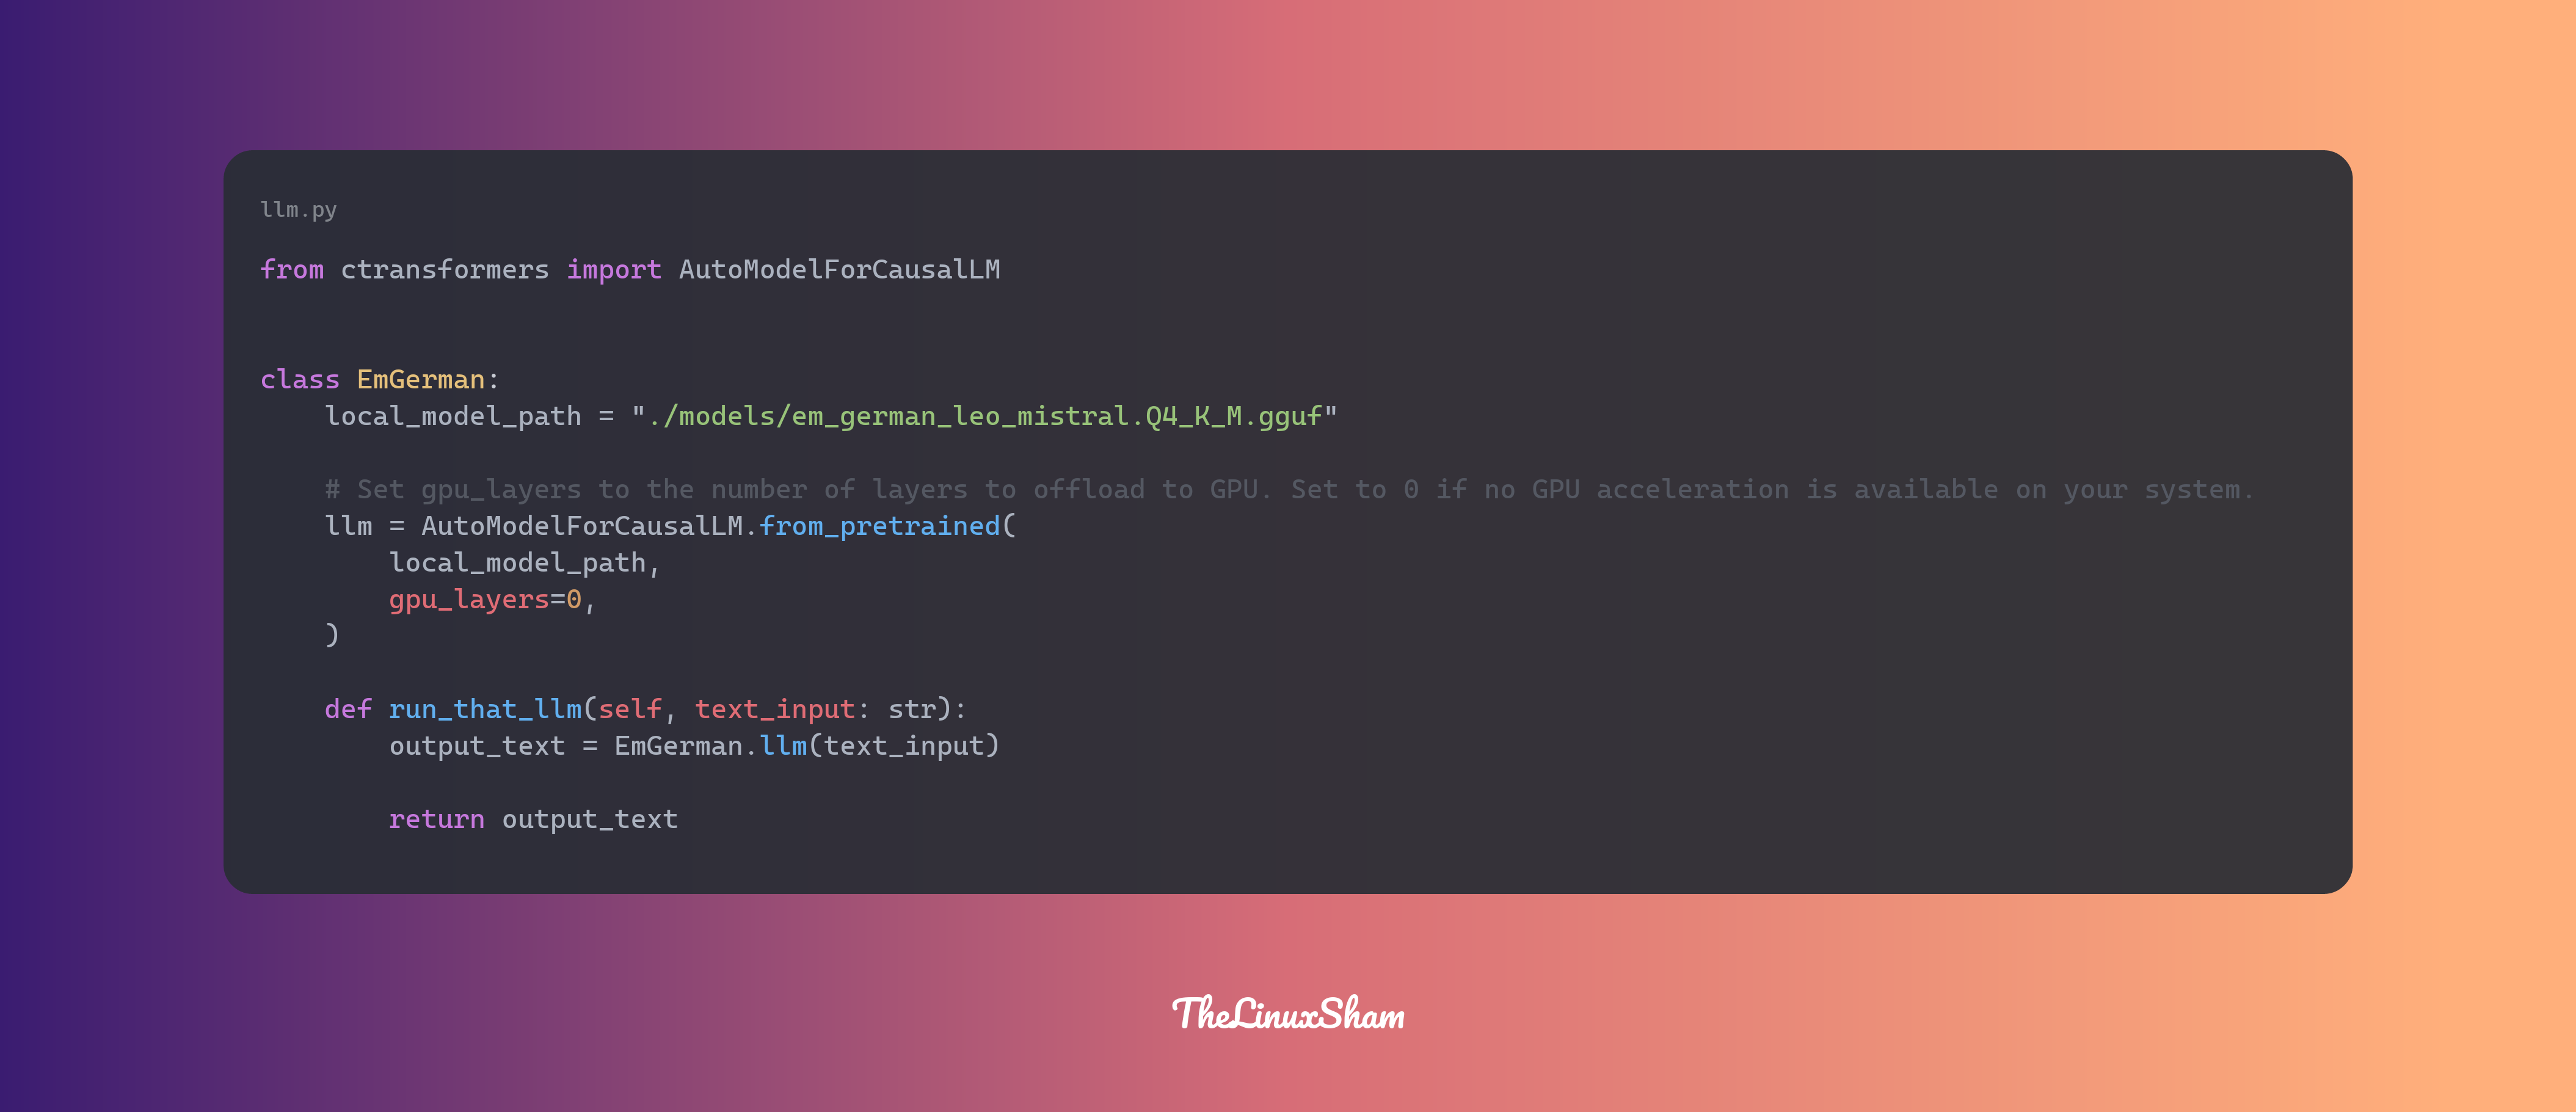 llm.py
from ctransformers import AutoModelForCausalLM
class EmGerman:
    local_model_path = "./models/em_german_leo_mistral.Q4_K_M.gguf"
    # Set gpu_layers to the number of layers to offload to GPU. Set to 0 if no GPU acceleration is available on your system.
    llm = AutoModelForCausalLM.from_pretrained(
        local_model_path,
        gpu_layers=0,
    )
    def run_that_llm(self, text_input: str):
        output_text = EmGerman.llm(text_input)
        return output_text
TheLinuxSham